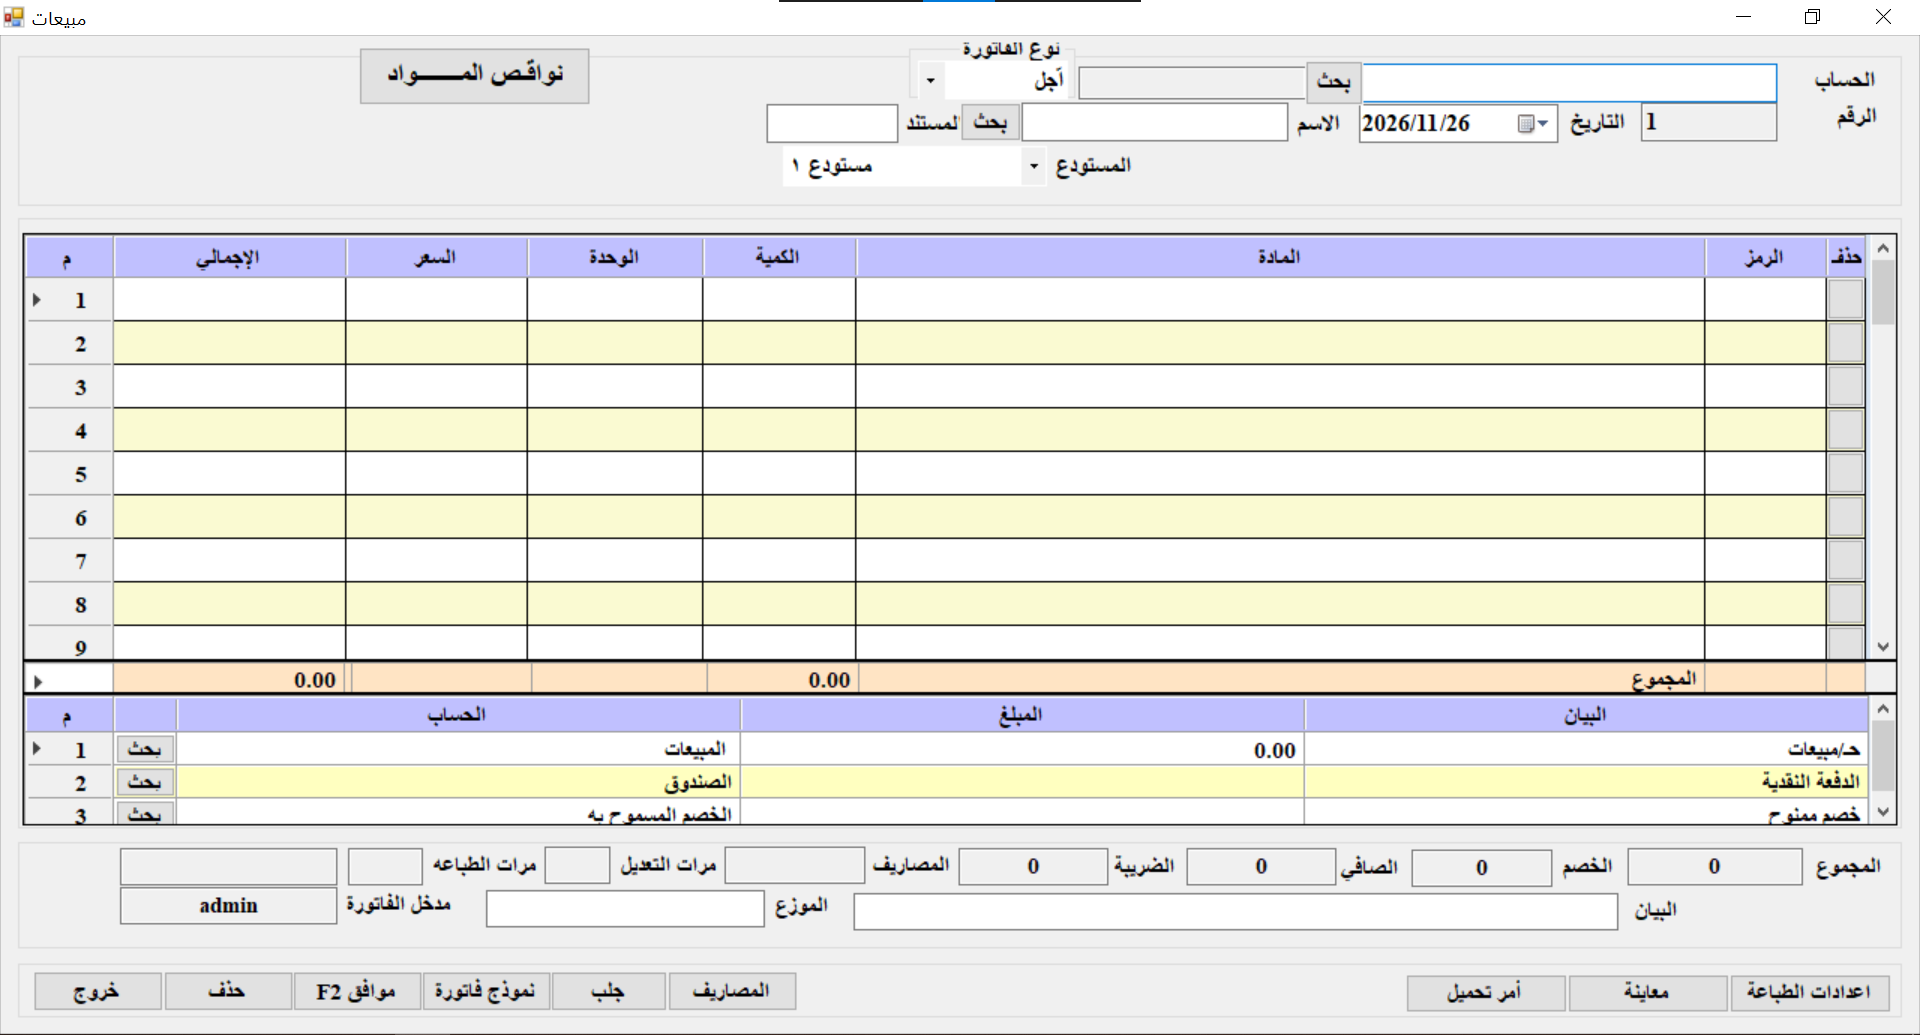 مبيعات
نوع الفاتورة
الحساب بحث آجل نواقص المـــــواد
الرقم 1 التاريخ 2026/11/26 الاسم بحث المستند
المستودع مستودع ١
حذف الرمز المادة الكمية الوحدة السعر الإجمالي م
1
2
3
4
5
6
7
8
9
المجموع 0.00 0.00
البيان المبلغ الحساب م
حـ/مبيعات 0.00 المبيعات بحث 1
الدفعة النقدية الصندوق بحث 2
خصم ممنوح الخصم المسموح به بحث 3
المجموع 0 الخصم 0 الصافي 0 الضريبة 0 المصاريف مرات التعديل مرات الطباعه
البيان الموزع مدخل الفاتورة admin
اعدادات الطباعة معاينة أمر تحميل المصاريف جلب نموذج فاتورة موافق F2 حذف خروج